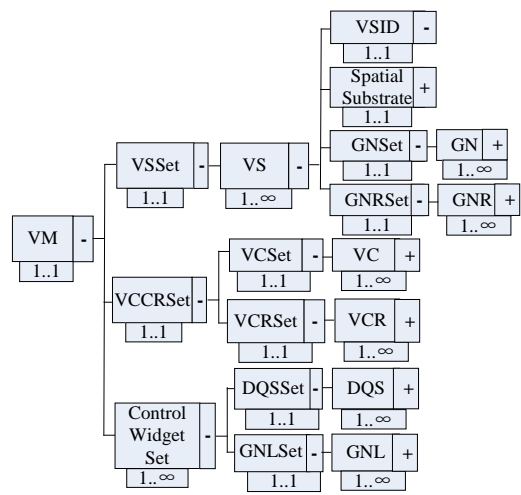 VSID -
1..1
Spatial
Substrate +
1..1
VSSet - VS - GNSet - GN +
1..1 1..∞ 1..1 1..∞
GNRSet - GNR +
1..1 1..∞
VM -
1..1
VCSet - VC +
1..1 1..∞
VCCRSet -
1..1
VCRSet - VCR +
1..1 1..∞
DQSSet - DQS +
1..1 1..∞
Control
Widget
Set -
1..∞
GNLSet - GNL +
1..1 1..∞